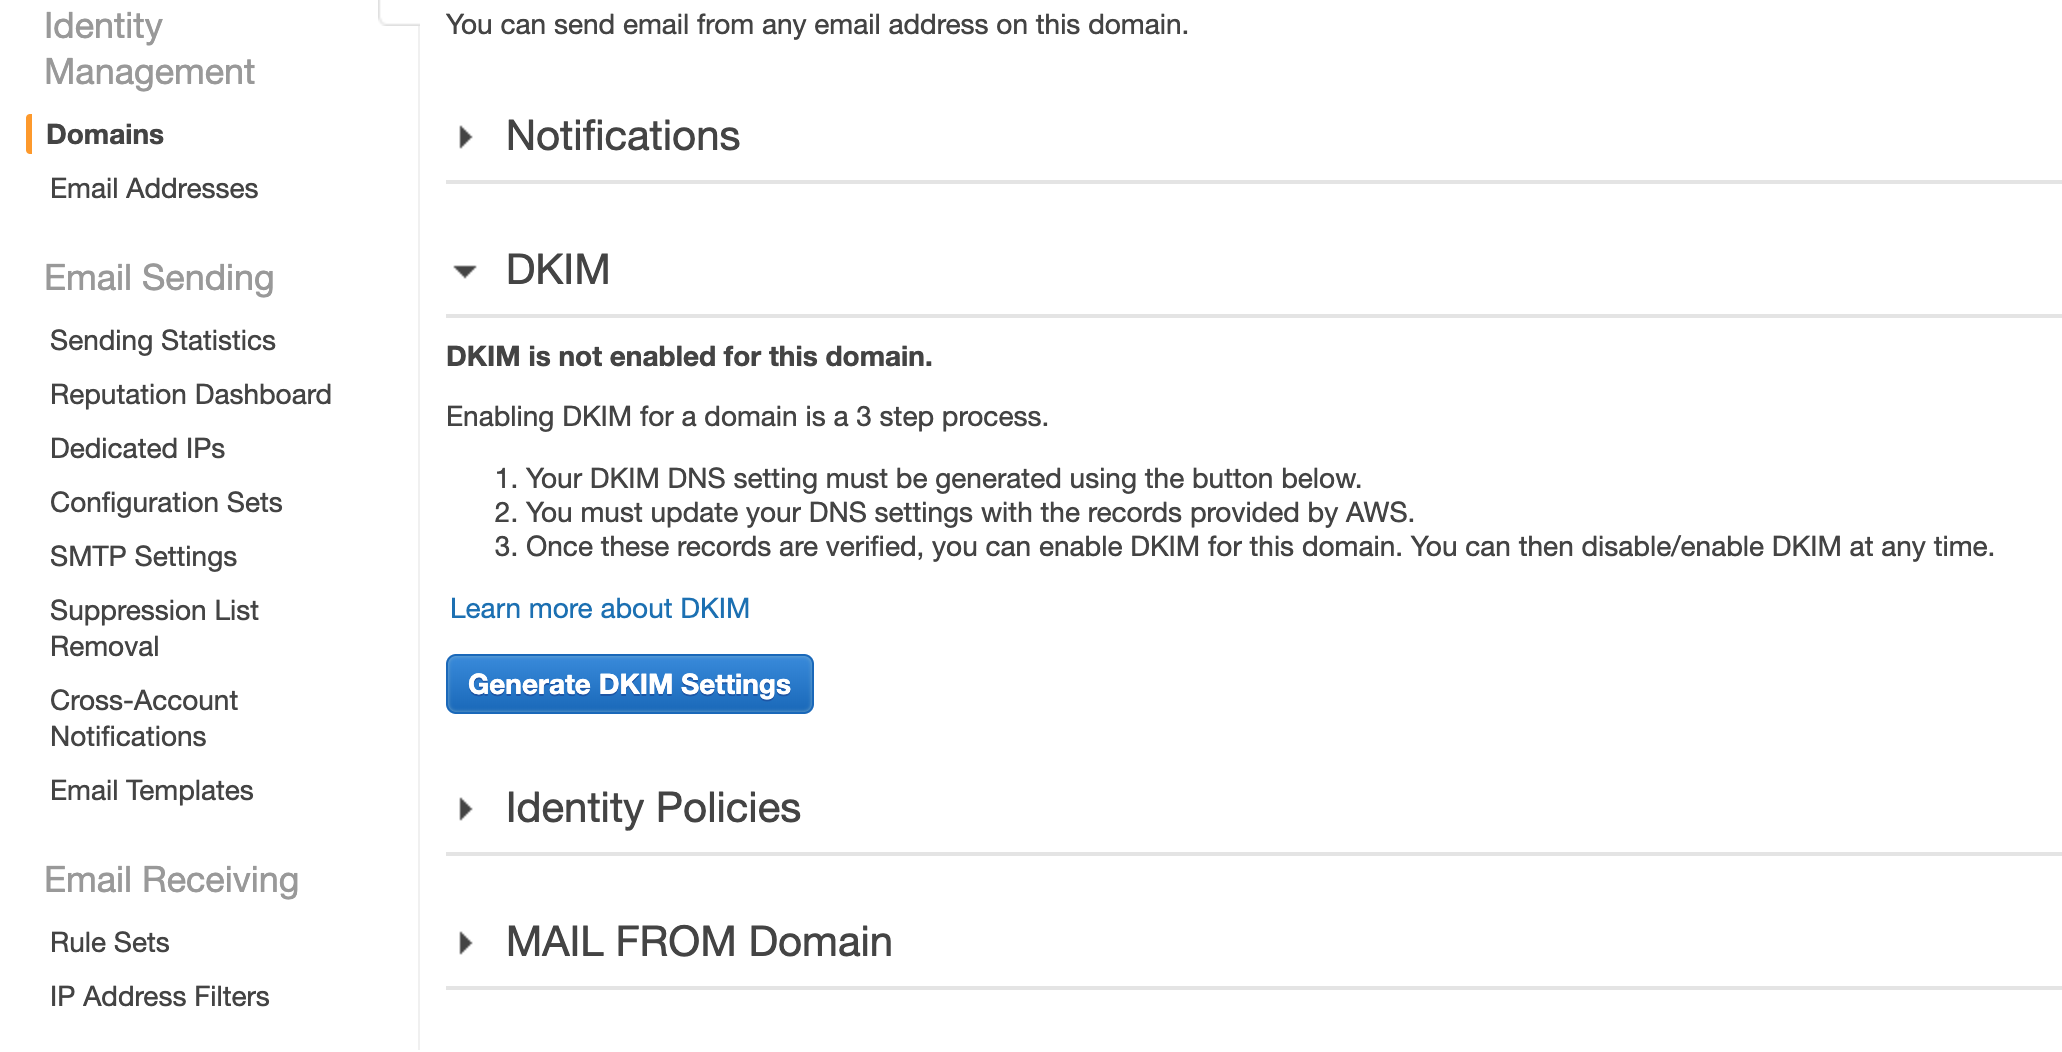 Identity
Management
Domains
Email Addresses
Email Sending
Sending Statistics
Reputation Dashboard
Dedicated IPs
Configuration Sets
SMTP Settings
Suppression List
Removal
Cross-Account
Notifications
Email Templates
Email Receiving
Rule Sets
IP Address Filters
You can send email from any email address on this domain.
Notifications
DKIM
DKIM is not enabled for this domain.
Enabling DKIM for a domain is a 3 step process.
1. Your DKIM DNS setting must be generated using the button below.
2. You must update your DNS settings with the records provided by AWS.
3. Once these records are verified, you can enable DKIM for this domain. You can then disable/enable DKIM at any time.
Learn more about DKIM
Generate DKIM Settings
Identity Policies
MAIL FROM Domain